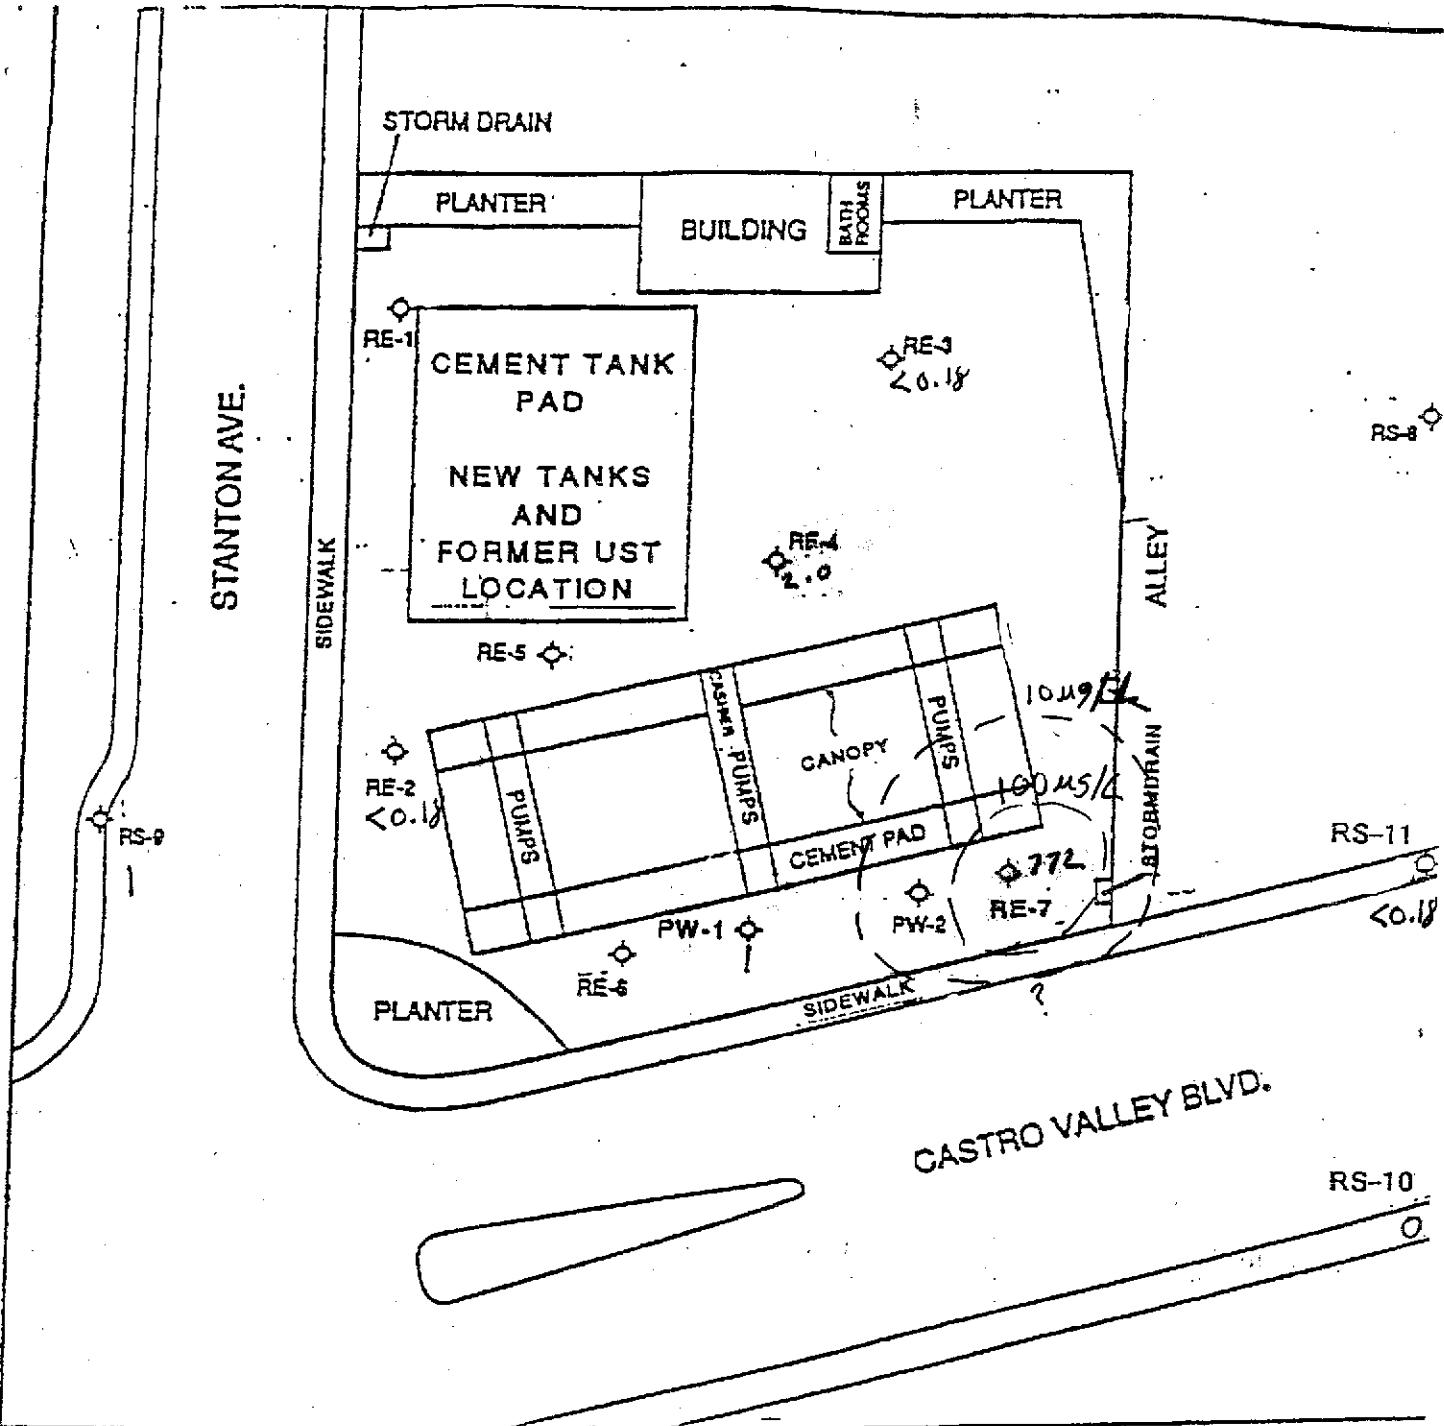 STORM DRAIN
PLANTER
BUILDING
BATH
ROOMS
PLANTER
RE-1
CEMENT TANK
PAD
NEW TANKS
AND
FORMER UST
LOCATION
RE-3
<0.18
RS-8
STANTON AVE.
SIDEWALK
RE-4
2.0
ALLEY
RE-5
CASHIER
PUMPS
PUMPS
CANOPY
10 µg/L
RE-2
<0.18
PUMPS
100 µg/L
STORMDRAIN
RS-9
CEMENT PAD
RS-11
<0.18
772
RE-7
PW-2
PW-1
RE-6
PLANTER
SIDEWALK
?
CASTRO VALLEY BLVD.
RS-10